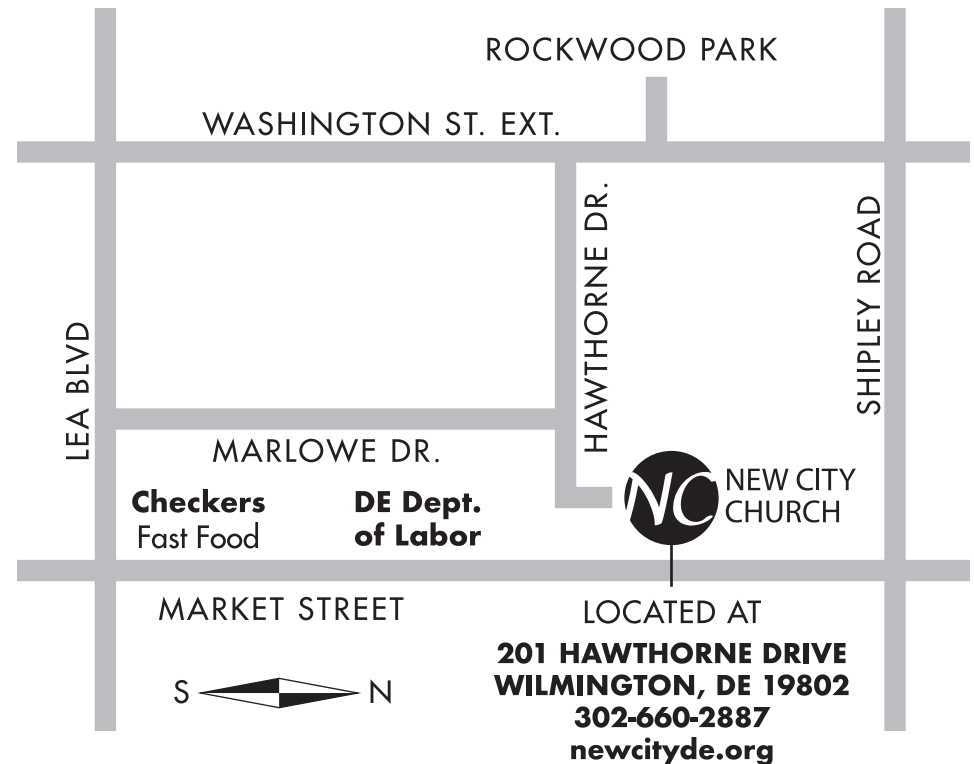 ROCKWOOD PARK
WASHINGTON ST. EXT.
HAWTHORNE DR.
SHIPLEY ROAD
LEA BLVD
MARLOWE DR.
Checkers
Fast Food
DE Dept.
of Labor
NC
NEW CITY
CHURCH
MARKET STREET
LOCATED AT
201 HAWTHORNE DRIVE
WILMINGTON, DE 19802
302-660-2887
newcityde.org
S N